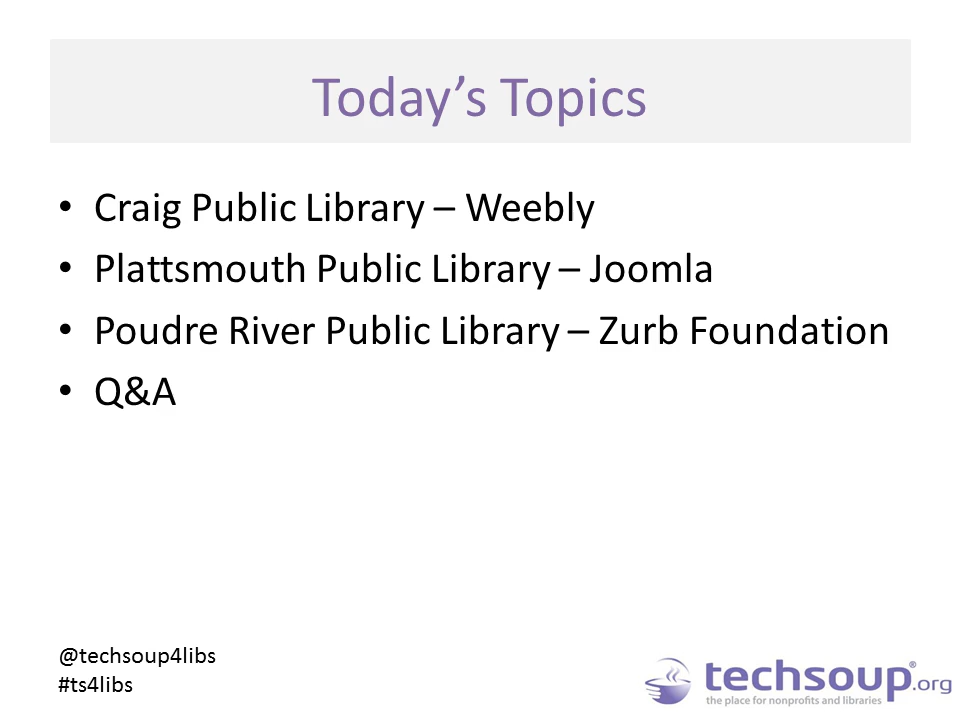 Today’s Topics
• Craig Public Library – Weebly
• Plattsmouth Public Library – Joomla
• Poudre River Public Library – Zurb Foundation
• Q&A
@techsoup4libs
#ts4libs
techsoup®.org
the place for nonprofits and libraries